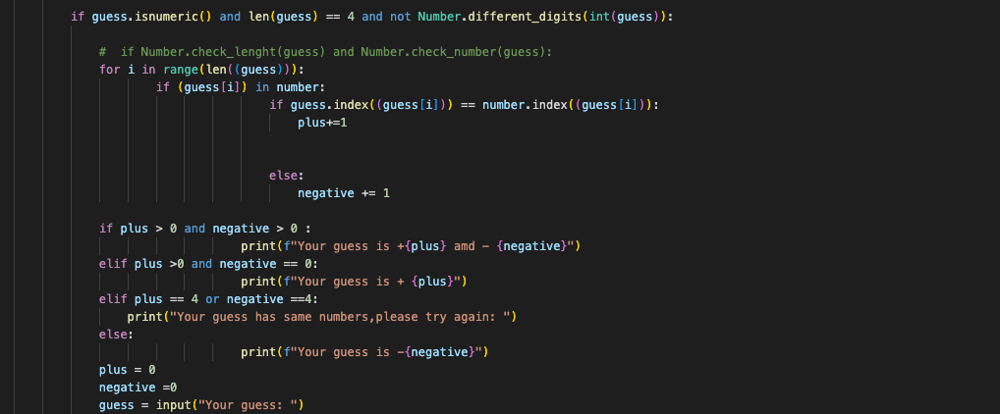 if guess.isnumeric() and len(guess) == 4 and not Number.different_digits(int(guess)):
#  if Number.check_lenght(guess) and Number.check_number(guess):
for i in range(len((guess))):
if (guess[i]) in number:
if guess.index((guess[i])) == number.index((guess[i])):
plus+=1
else:
negative += 1
if plus > 0 and negative > 0 :
print(f"Your guess is +{plus} amd - {negative}")
elif plus >0 and negative == 0:
print(f"Your guess is + {plus}")
elif plus == 4 or negative ==4:
print("Your guess has same numbers,please try again: ")
else:
print(f"Your guess is -{negative}")
plus = 0
negative =0
guess = input("Your guess: ")